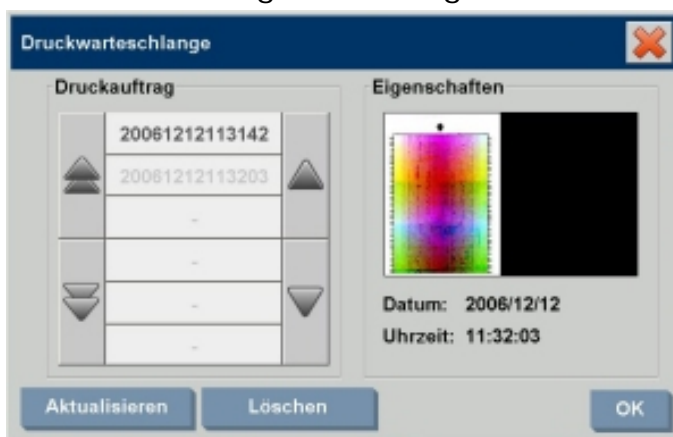 Druckwarteschlange
Druckauftrag
20061212113142
20061212113203
-
-
-
-
Eigenschaften
Datum: 2006/12/12
Uhrzeit: 11:32:03
Aktualisieren
Löschen
OK